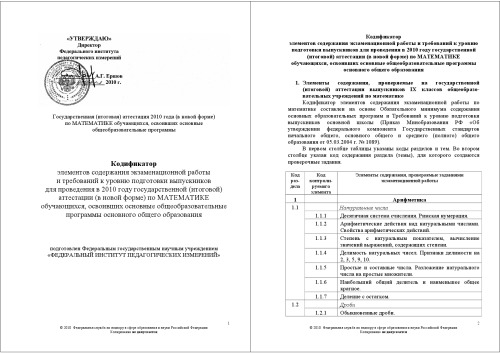 «УТВЕРЖДАЮ»
Директор
Федерального института
педагогических измерений
А.Г. Ершов
2010 г.
Государственная (итоговая) аттестация 2010 года (в новой форме)
по МАТЕМАТИКЕ обучающихся, освоивших основные
общеобразовательные программы
Кодификатор
элементов содержания экзаменационной работы
и требований к уровню подготовки выпускников
для проведения в 2010 году государственной (итоговой)
аттестации (в новой форме) по МАТЕМАТИКЕ
обучающихся, освоивших основные общеобразовательные
программы основного общего образования
подготовлен Федеральным государственным научным учреждением
«ФЕДЕРАЛЬНЫЙ ИНСТИТУТ ПЕДАГОГИЧЕСКИХ ИЗМЕРЕНИЙ»
1
© 2010 Федеральная служба по надзору в сфере образования и науки Российской Федерации
Копирование не допускается
Кодификатор
элементов содержания экзаменационной работы и требований к уровню
подготовки выпускников для проведения в 2010 году государственной
(итоговой) аттестации (в новой форме) по МАТЕМАТИКЕ
обучающихся, освоивших основные общеобразовательные программы
основного общего образования
1. Элементы содержания, проверяемые на государственной
(итоговой) аттестации выпускников IX классов общеобразо-
вательных учреждений по математике
Кодификатор элементов содержания экзаменационной работы по
математике составлен на основе Обязательного минимума содержания
основных образовательных программ и Требований к уровню подготовки
выпускников основной школы (Приказ Минобразования РФ «Об
утверждении федерального компонента Государственных стандартов
начального общего, основного общего и среднего (полного) общего
образования от 05.03.2004 г. № 1089).
В первом столбце таблицы указаны коды разделов и тем. Во втором
столбце указан код содержания раздела (темы), для которого создаются
проверочные задания.
Код раз-дела Код контроли-руемого элемента Элементы содержания, проверяемые заданиями экзаменационной работы
1 Арифметика
1.1 Натуральные числа
1.1.1 Десятичная система счисления. Римская нумерация.
1.1.2 Арифметические действия над натуральными числами.
Свойства арифметических действий.
1.1.3 Степень с натуральным показателем, вычисление
значений выражений, содержащих степени.
1.1.4 Делимость натуральных чисел. Признаки делимости на
2, 3, 5, 9, 10.
1.1.5 Простые и составные числа. Разложение натурального
числа на простые множители.
1.1.6 Наибольший общий делитель и наименьшее общее
кратное.
1.1.7 Деление с остатком.
1.2 Дроби
1.2.1 Обыкновенные дроби.
2
© 2010 Федеральная служба по надзору в сфере образования и науки Российской Федерации
Копирование не допускается